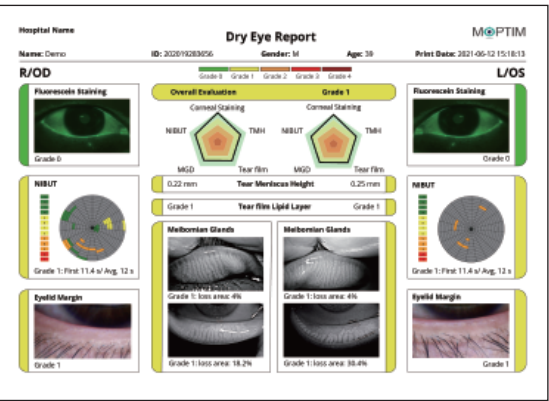 Hospital Name
Dry Eye Report
MOPTIM
Name: Demo
ID: 202019283656
Gender: M
Age: 39
Print Date: 2021-06-12 15:18:13
R/OD
Grade 0 Grade 1 Grade 2 Grade 3 Grade 4
L/OS
Fluorescein Staining
Grade 0
NIBUT
Grade 1: First 11.4 s/ Avg. 12 s
Eyelid Margin
Grade 1
Overall Evaluation Grade 1
Corneal Staining
NIBUT
TMH
MGD
Tear film
Corneal Staining
NIBUT
TMH
MGD
Tear film
0.22 mm Tear Meniscus Height 0.25 mm
Grade 1 Tear film Lipid Layer Grade 1
Meibomian Glands
Grade 1: loss area: 4%
Grade 1: loss area: 18.2%
Meibomian Glands
Grade 1: loss area: 4%
Grade 1: loss area: 30.4%
Fluorescein Staining
Grade 0
NIBUT
Grade 1: First 11.4 s/ Avg. 12 s
Eyelid Margin
Grade 1